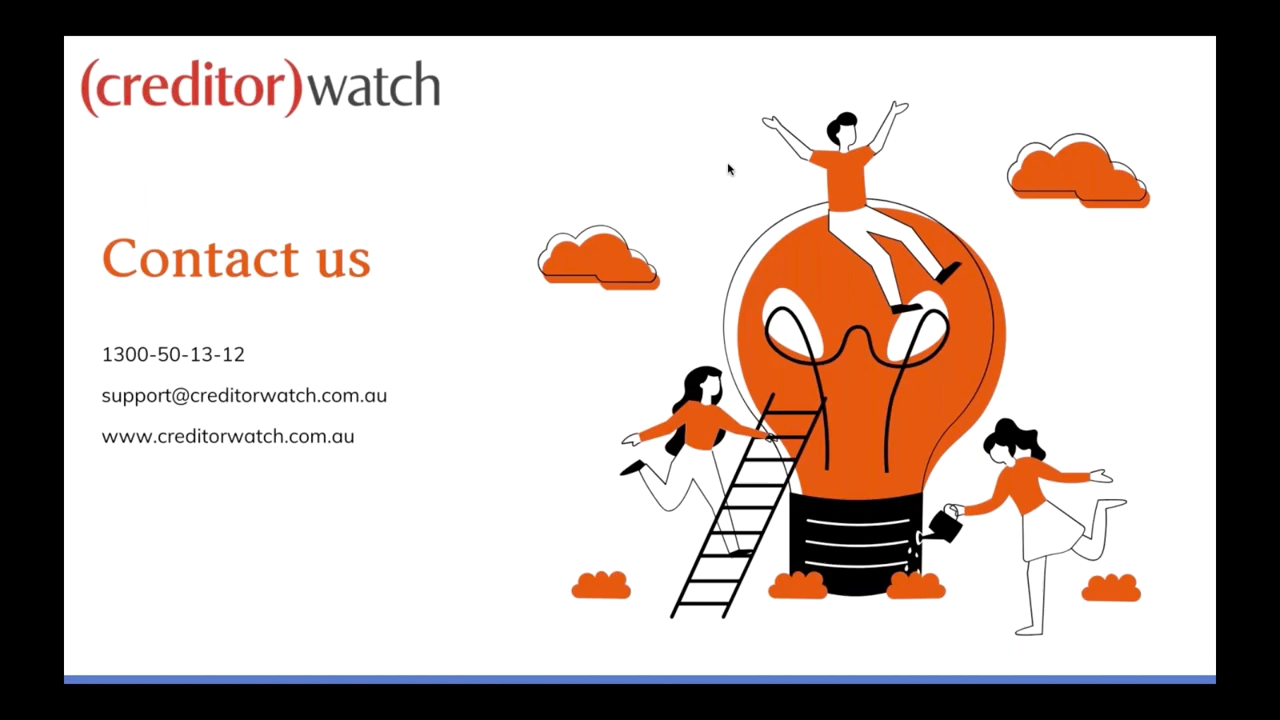 (creditor)watch
Contact us
1300-50-13-12
support@creditorwatch.com.au
www.creditorwatch.com.au